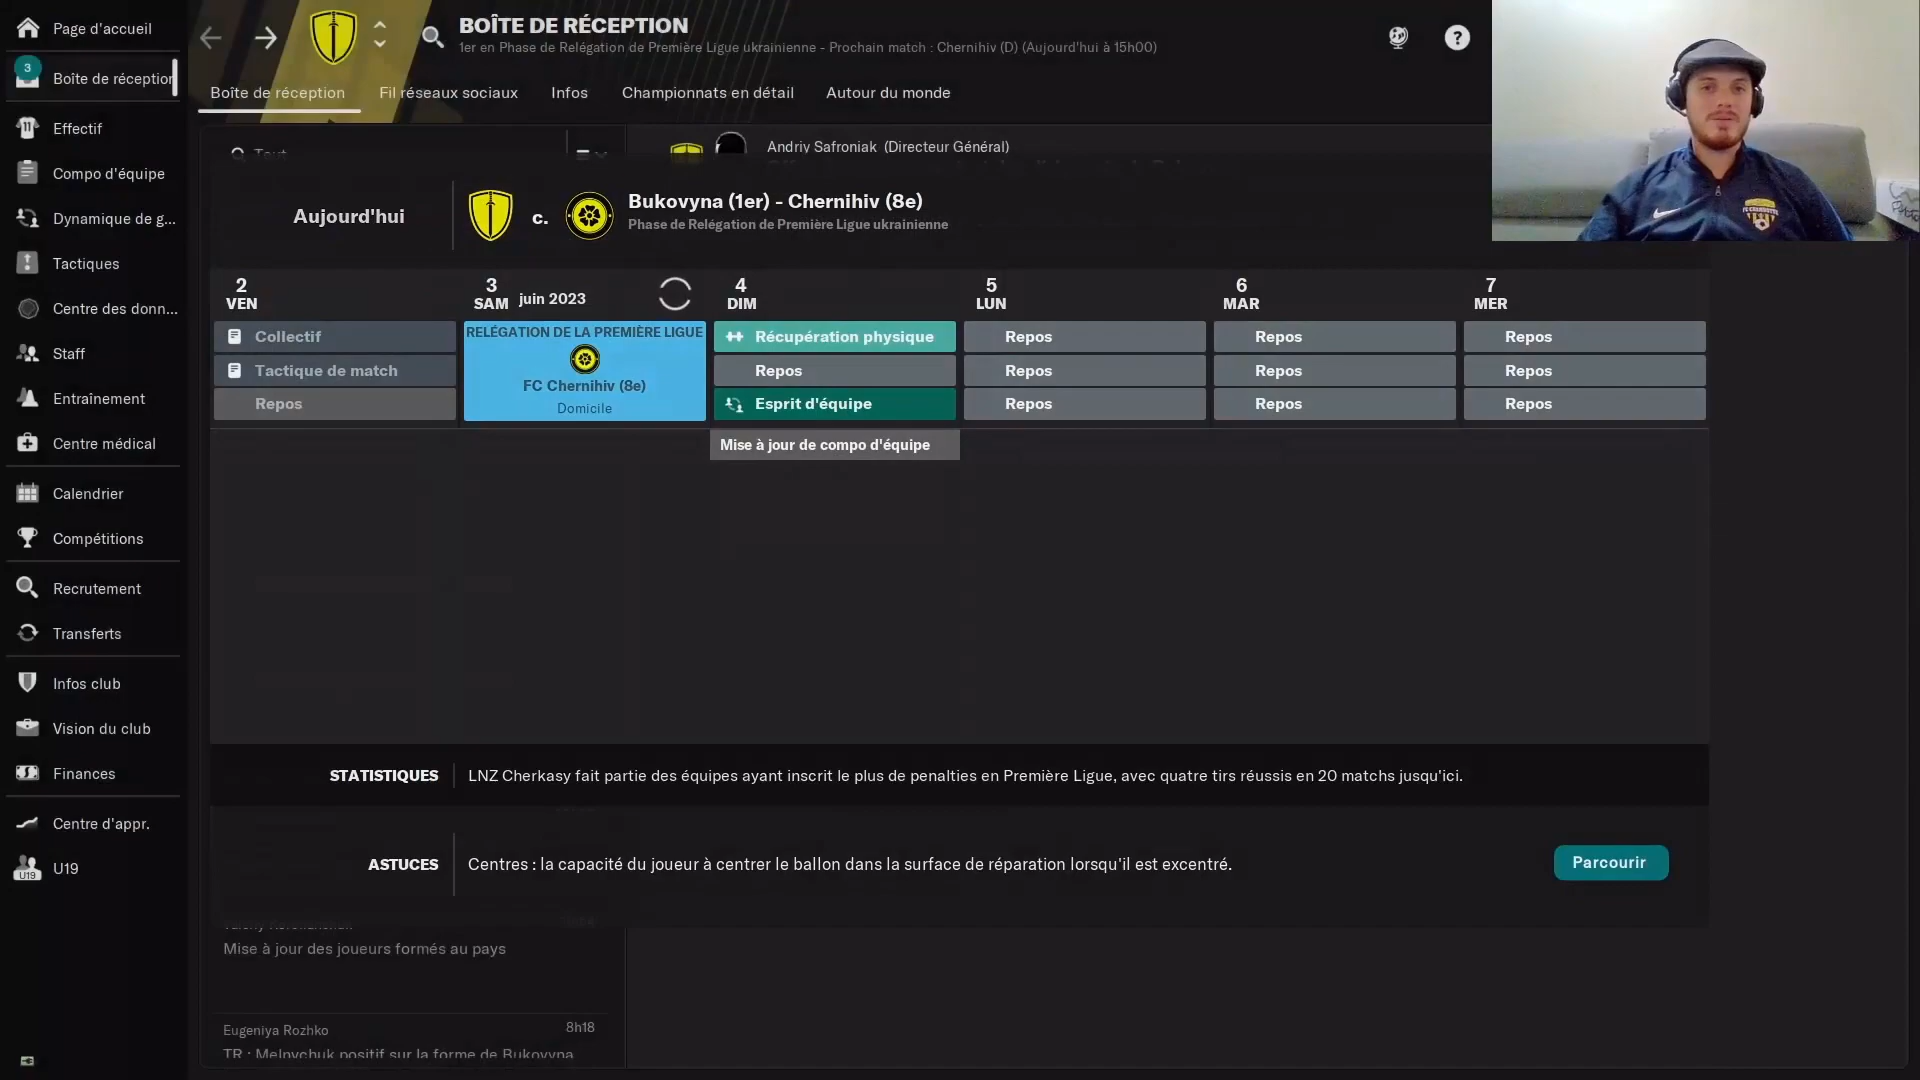 Page d'accueil
3
Boîte de réception
Effectif
Compo d'équipe
Dynamique de g...
Tactiques
Centre des donn...
Staff
Entraînement
Centre médical
Calendrier
Compétitions
Recrutement
Transferts
Infos club
Vision du club
Finances
Centre d'appr.
U19
U19
BOÎTE DE RÉCEPTION
1er en Phase de Relégation de Première Ligue ukrainienne - Prochain match : Chernihiv (D) (Aujourd'hui à 15h00)
?
Boîte de réception Fil réseaux sociaux Infos Championnats en détail Autour du monde
Tout
Andriy Safroniak (Directeur Général)
Aujourd'hui
c.
Bukovyna (1er) - Chernihiv (8e)
Phase de Relégation de Première Ligue ukrainienne
2 VEN
Collectif
Tactique de match
Repos
3 SAM juin 2023
RELÉGATION DE LA PREMIÈRE LIGUE
FC Chernihiv (8e)
Domicile
4 DIM
Récupération physique
Repos
Esprit d'équipe
Mise à jour de compo d'équipe
5 LUN
Repos
Repos
Repos
6 MAR
Repos
Repos
Repos
7 MER
Repos
Repos
Repos
STATISTIQUES LNZ Cherkasy fait partie des équipes ayant inscrit le plus de penalties en Première Ligue, avec quatre tirs réussis en 20 matchs jusqu'ici.
ASTUCES Centres : la capacité du joueur à centrer le ballon dans la surface de réparation lorsqu'il est excentré.
Parcourir
Mise à jour des joueurs formés au pays
Eugeniya Rozhko 8h18
TR : Melnychuk positif sur la forme de Bukovyna